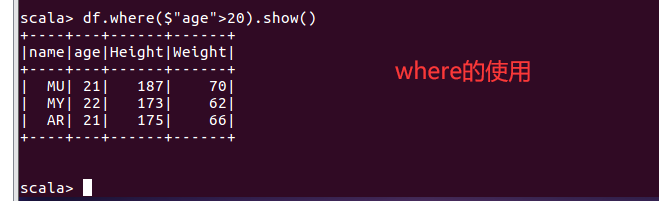 scala> df.where($"age">20).show()
+----+---+------+------+
|name|age|Height|Weight|
+----+---+------+------+
|  MU| 21|   187|    70|
|  MY| 22|   173|    62|
|  AR| 21|   175|    66|
+----+---+------+------+
where的使用
scala>